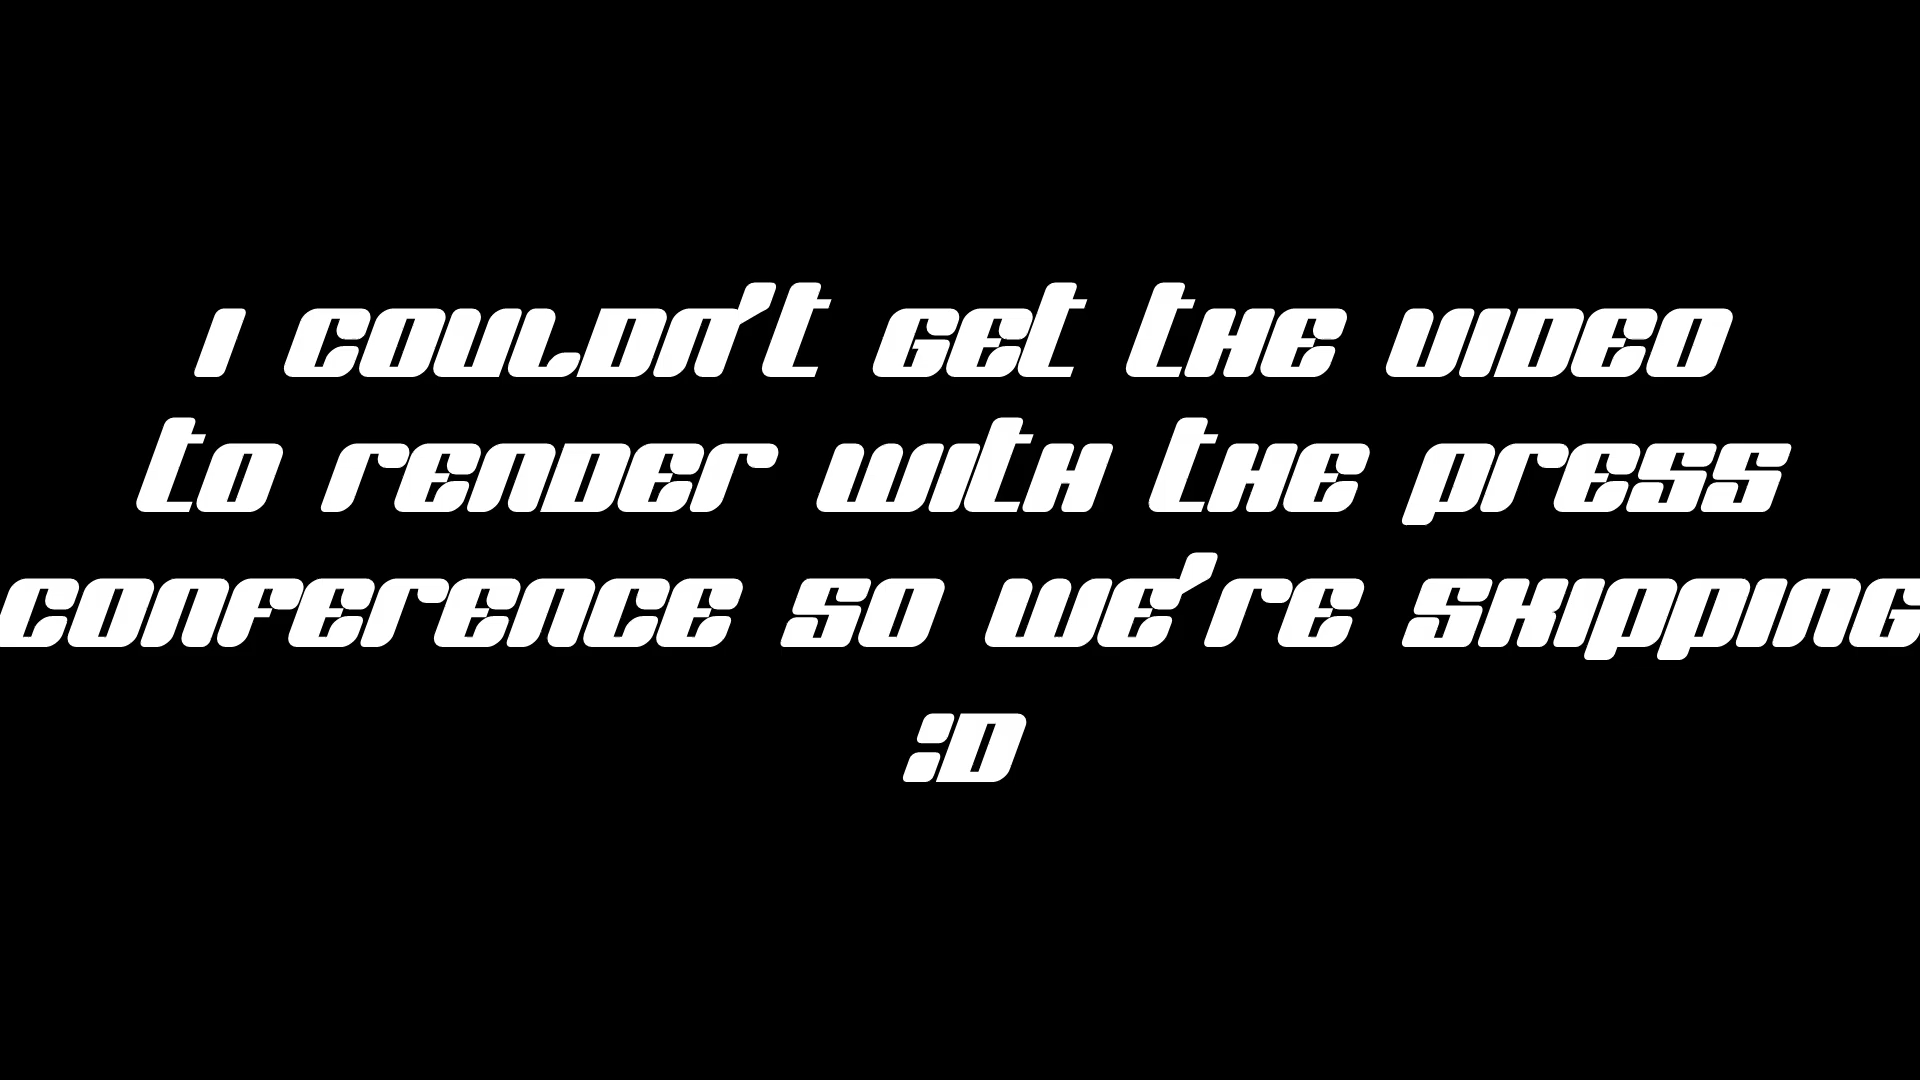 I couldn't get the video
to render with the press
conference so we're skipping
:D